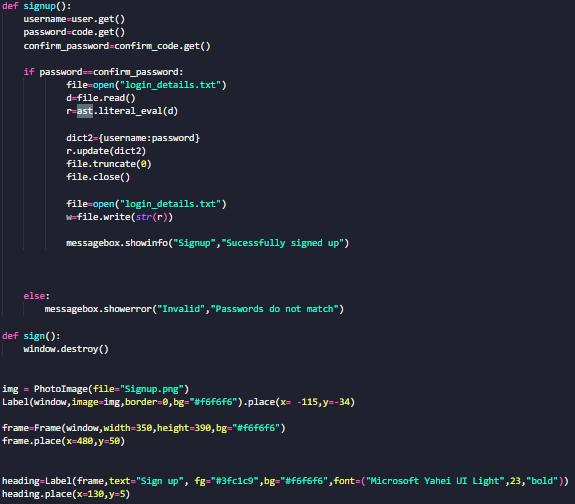 def signup():
    username=user.get()
    password=code.get()
    confirm_password=confirm_code.get()
    if password==confirm_password:
            file=open("login_details.txt")
            d=file.read()
            r=ast.literal_eval(d)
            dict2={username:password}
            r.update(dict2)
            file.truncate(0)
            file.close()
            file=open("login_details.txt")
            w=file.write(str(r))
            messagebox.showinfo("Signup","Sucessfully signed up")
    else:
        messagebox.showerror("Invalid","Passwords do not match")
def sign():
    window.destroy()
img = PhotoImage(file="Signup.png")
Label(window,image=img,border=0,bg="#f6f6f6").place(x= -115,y=-34)
frame=Frame(window,width=350,height=390,bg="#f6f6f6")
frame.place(x=480,y=50)
heading=Label(frame,text="Sign up", fg="#3fc1c9",bg="#f6f6f6",font=("Microsoft Yahei UI Light",23,"bold"))
heading.place(x=130,y=5)